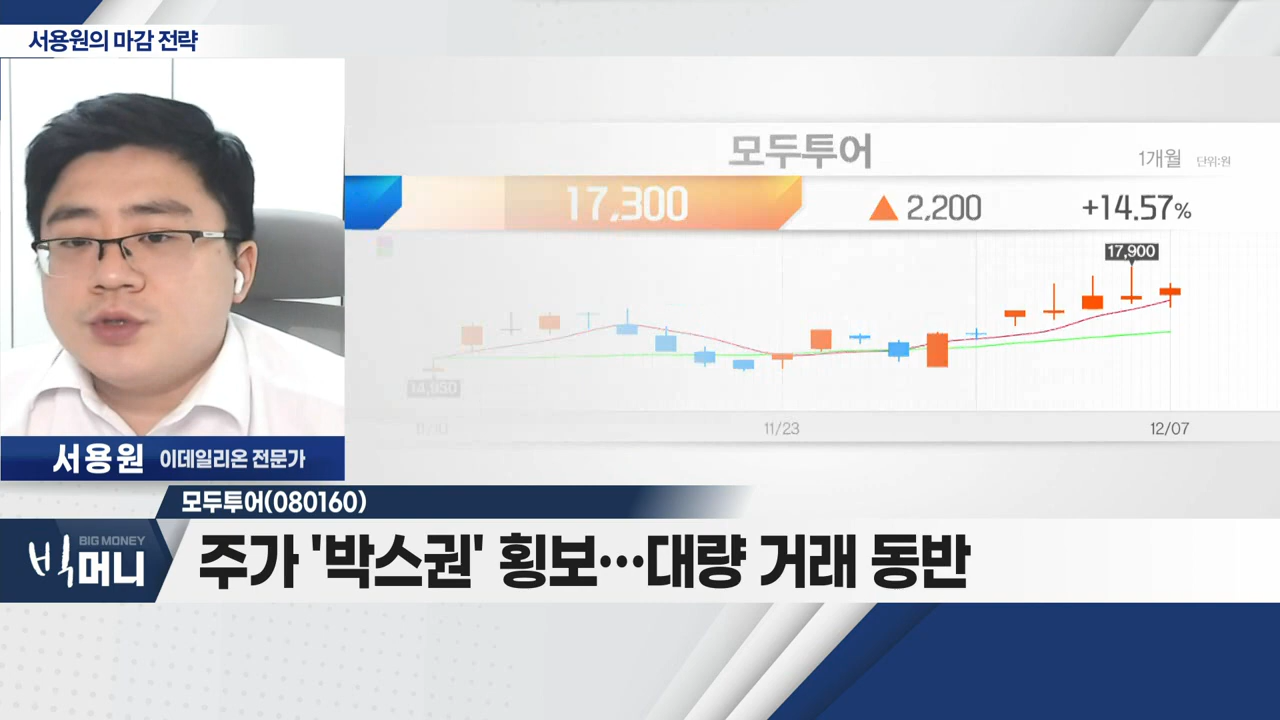 서용원의 마감 전략
모두투어
1개월 단위:원
17,300 ▲ 2,200 +14.57%
17,900
14,950
11/10 11/23 12/07
서용원 이데일리온 전문가
모두투어(080160)
BIG MONEY
빅머니
주가 '박스권' 횡보…대량 거래 동반